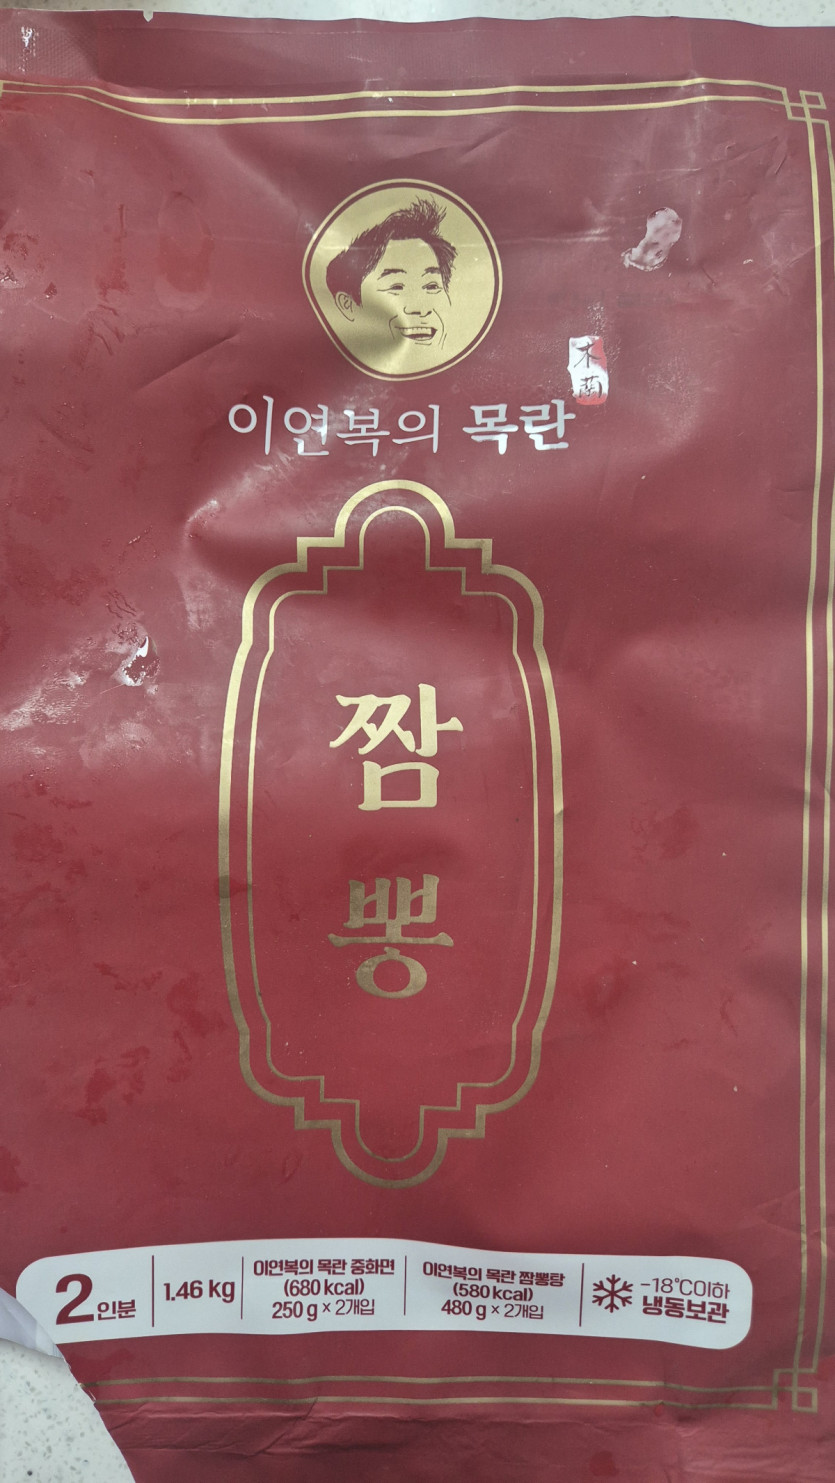 木
蘭
이연복의 목란
짬
뽕
2인분
1.46 kg
이연복의 목란 중화면
(680 kcal)
250 g × 2개입
이연복의 목란 짬뽕탕
(580 kcal)
480 g × 2개입
-18℃이하
냉동보관